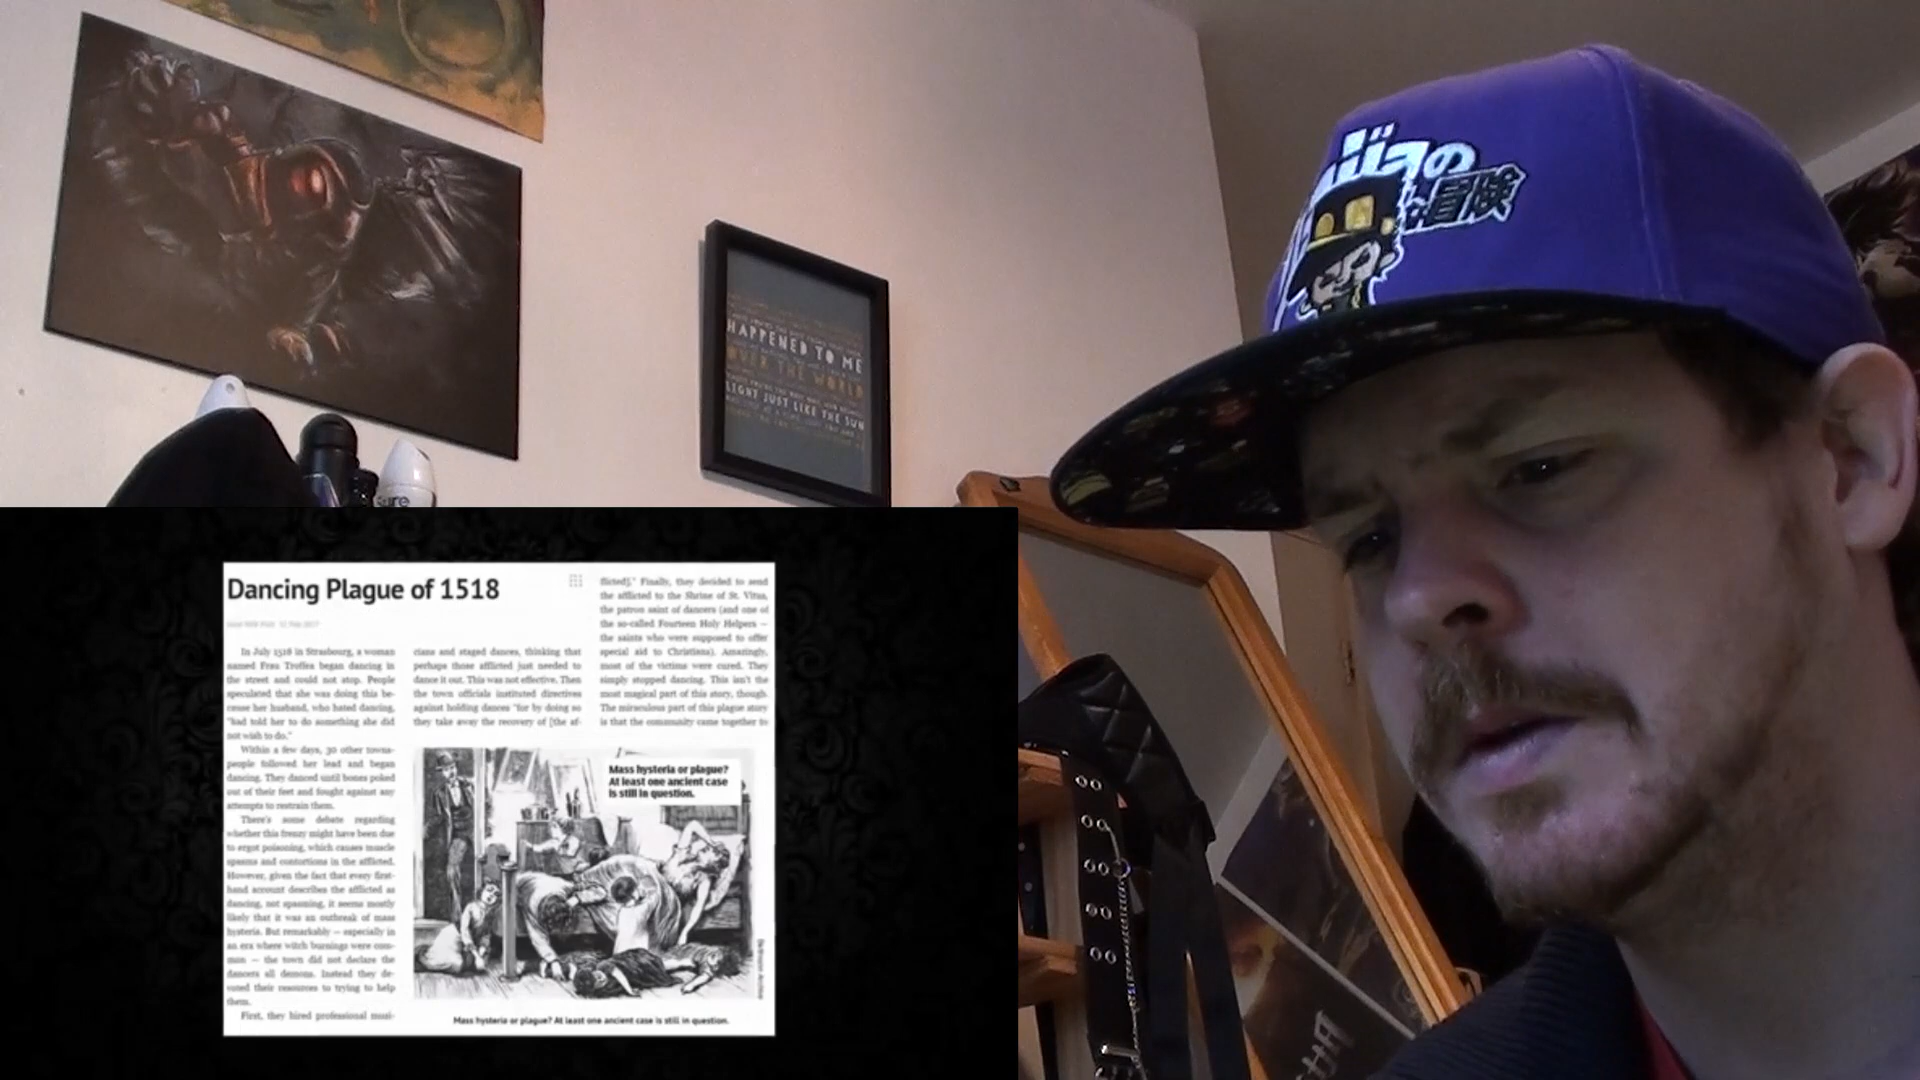 ジョの
な冒険
HAPPENED TO ME
OVER THE WORLD
LIGHT JUST LIKE THE SUN
ure
Dancing Plague of 1518
In July 1518 in Strasbourg, a woman
named Frau Troffea began dancing in
the street and could not stop. People
speculated that she was doing this be-
cause her husband, who hated dancing,
"had told her to do something she did
not wish to do."
Within a few days, 30 other towns-
people followed her lead and began
dancing. They danced until bones poked
out of their feet and fought against any
attempts to restrain them.
There's some debate regarding
whether this frenzy might have been due
to ergot poisoning, which causes muscle
spasms and contortions in the afflicted.
However, given the fact that every first-
hand account describes the afflicted as
dancing, not spasming, it seems mostly
likely that it was an outbreak of mass
hysteria. But remarkably — especially in
an era where witch burnings were com-
mon — the town did not declare the
dancers all demons. Instead they de-
voted their resources to trying to help
them.
First, they hired professional musi-
cians and staged dances, thinking that
perhaps those afflicted just needed to
dance it out. This was not effective. Then
the town officials instituted directives
against holding dances "for by doing so
they take away the recovery of [the af-
flicted]." Finally, they decided to send
the afflicted to the Shrine of St. Vitus,
the patron saint of dancers (and one of
the so-called Fourteen Holy Helpers —
the saints who were supposed to offer
special aid to Christians). Amazingly,
most of the victims were cured. They
simply stopped dancing. This isn't the
most magical part of this story, though.
The miraculous part of this plague story
is that the community came together to
Mass hysteria or plague?
At least one ancient case
is still in question.
Mass hysteria or plague? At least one ancient case is still in question.